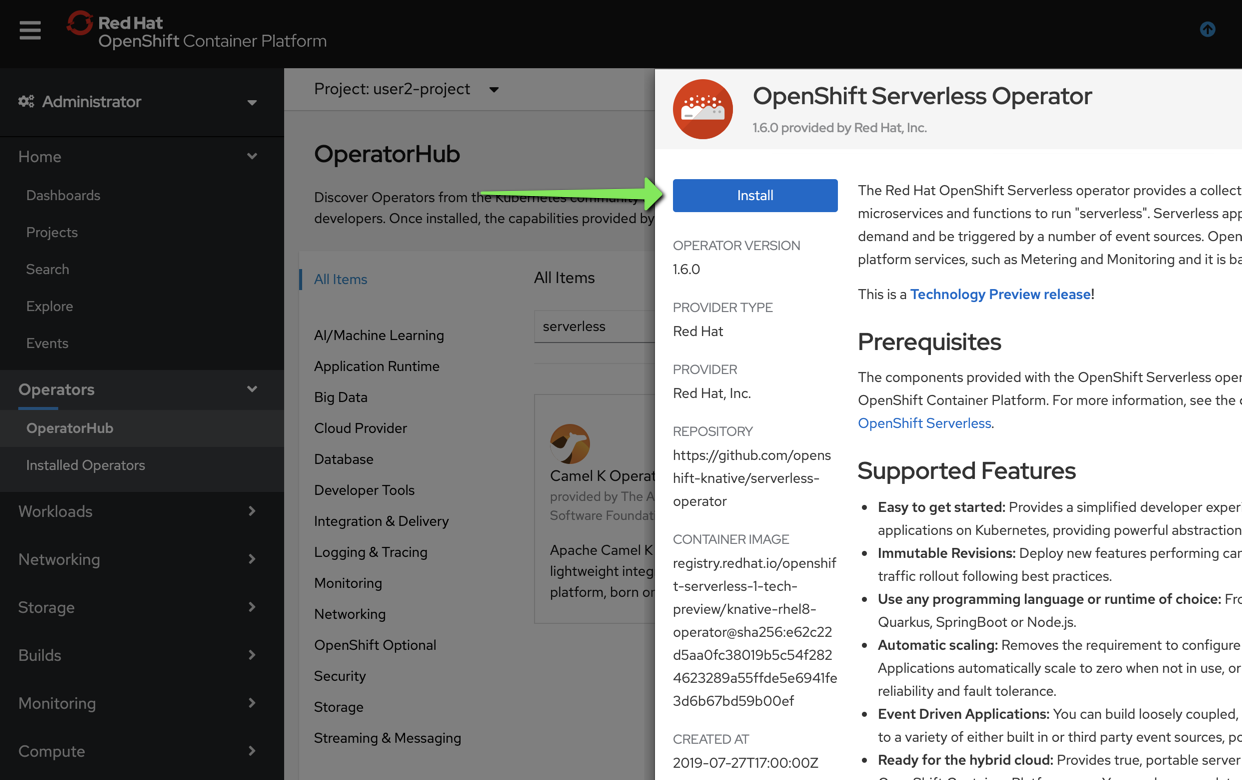 Red Hat
OpenShift Container Platform
Administrator
Home
Dashboards
Projects
Search
Explore
Events
Operators
OperatorHub
Installed Operators
Workloads
Networking
Storage
Builds
Monitoring
Compute
Project: user2-project
OperatorHub
Discover Operators from the Kubernetes community
developers. Once installed, the capabilities provided by
All Items
AI/Machine Learning
Application Runtime
Big Data
Cloud Provider
Database
Developer Tools
Integration & Delivery
Logging & Tracing
Monitoring
Networking
OpenShift Optional
Security
Storage
Streaming & Messaging
All Items
serverless
Camel K Operat
provided by The A
Software Foundat
Apache Camel K
lightweight integ
platform, born on
OpenShift Serverless Operator
1.6.0 provided by Red Hat, Inc.
Install
OPERATOR VERSION
1.6.0
PROVIDER TYPE
Red Hat
PROVIDER
Red Hat, Inc.
REPOSITORY
https://github.com/opens
hift-knative/serverless-
operator
CONTAINER IMAGE
registry.redhat.io/openshif
t-serverless-1-tech-
preview/knative-rhel8-
operator@sha256:e62c22
d5aa0fc38019b5c54f282
4623289a55ffde5e6941fe
3d6b67bd59b00ef
CREATED AT
2019-07-27T17:00:00Z
The Red Hat OpenShift Serverless operator provides a collect
microservices and functions to run "serverless". Serverless app
demand and be triggered by a number of event sources. Open
platform services, such as Metering and Monitoring and it is ba
This is a Technology Preview release!
Prerequisites
The components provided with the OpenShift Serverless oper
OpenShift Container Platform. For more information, see the
OpenShift Serverless.
Supported Features
• Easy to get started: Provides a simplified developer exper
applications on Kubernetes, providing powerful abstraction
• Immutable Revisions: Deploy new features performing can
traffic rollout following best practices.
• Use any programming language or runtime of choice: Fro
Quarkus, SpringBoot or Node.js.
• Automatic scaling: Removes the requirement to configure
Applications automatically scale to zero when not in use, or
reliability and fault tolerance.
• Event Driven Applications: You can build loosely coupled,
to a variety of either built in or third party event sources, po
• Ready for the hybrid cloud: Provides true, portable server